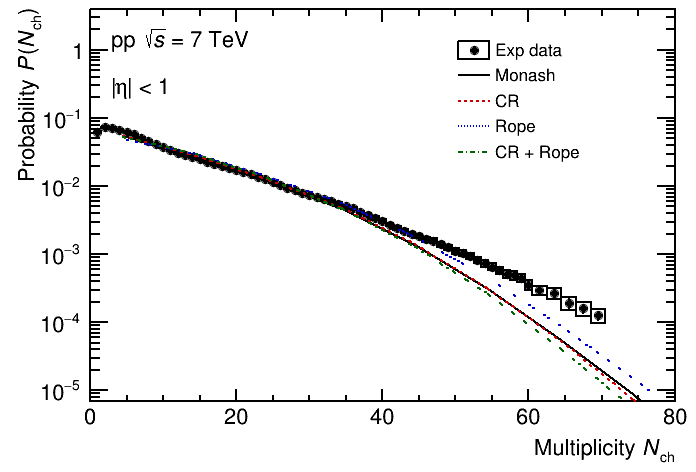 Probability P(N_ch)
pp √s = 7 TeV
|η| < 1
Exp data
Monash
CR
Rope
CR + Rope
1
10⁻¹
10⁻²
10⁻³
10⁻⁴
10⁻⁵
0 20 40 60 80
Multiplicity N_ch